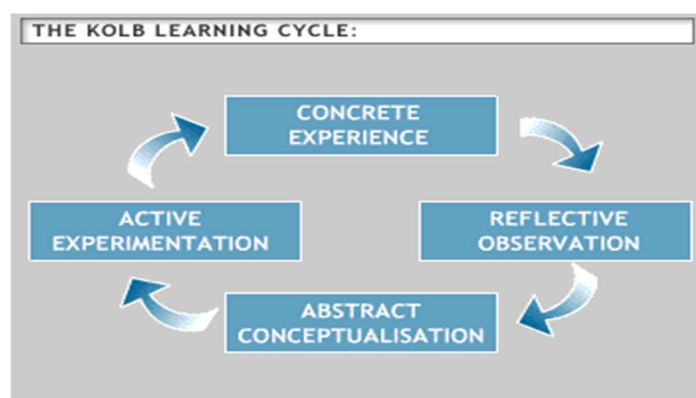 THE KOLB LEARNING CYCLE:
CONCRETE
EXPERIENCE
ACTIVE
EXPERIMENTATION
REFLECTIVE
OBSERVATION
ABSTRACT
CONCEPTUALISATION